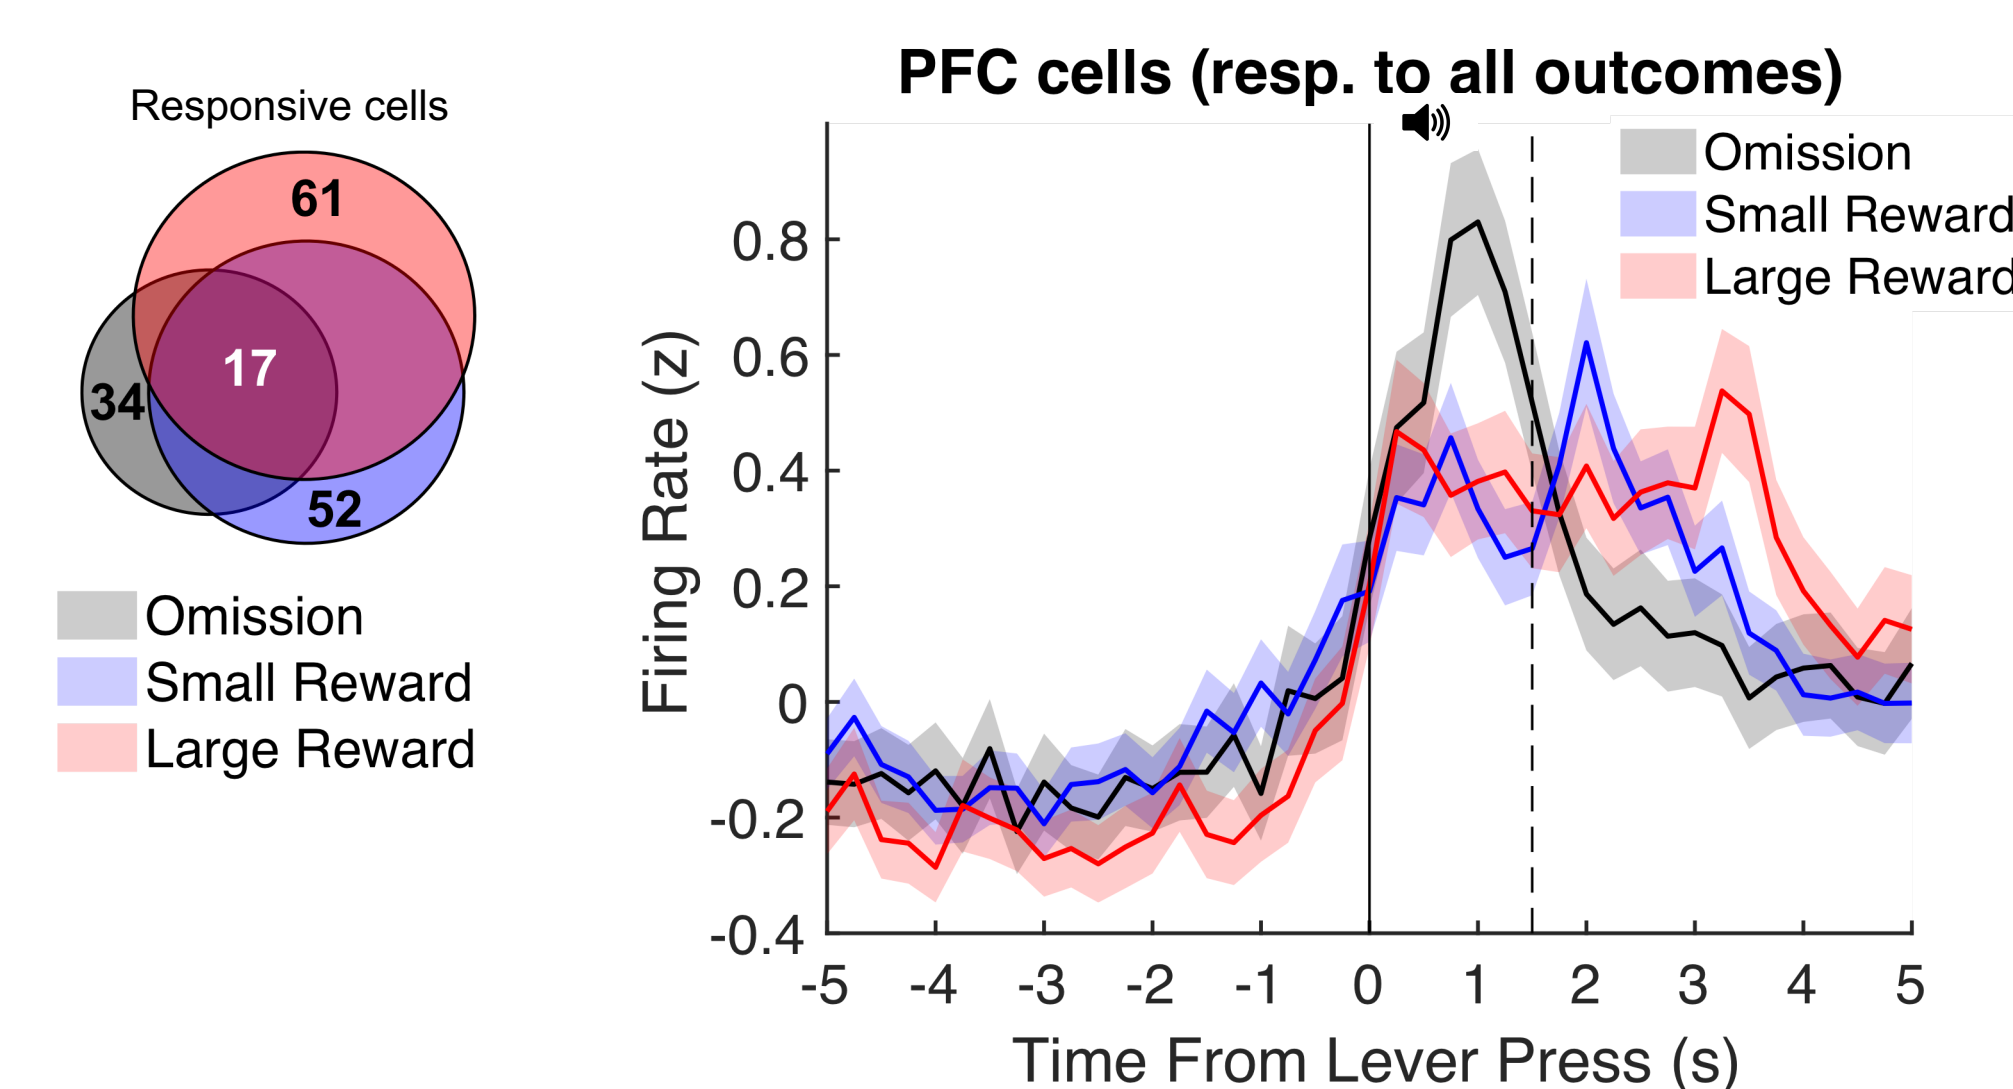 Responsive cells
61
17
34
52
Omission
Small Reward
Large Reward
PFC cells (resp. to all outcomes)
Omission
Small Reward
Large Reward
Firing Rate (z)
0.8
0.6
0.4
0.2
0
-0.2
-0.4
-5 -4 -3 -2 -1 0 1 2 3 4 5
Time From Lever Press (s)